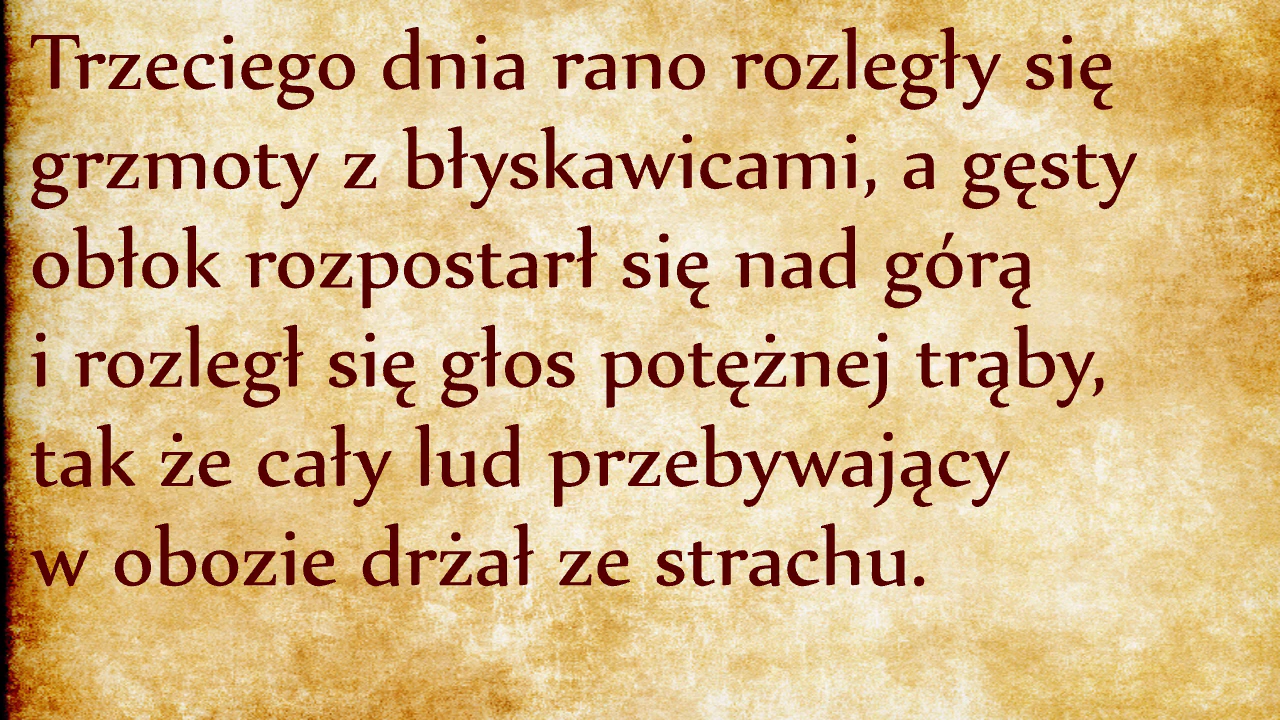 Trzeciego dnia rano rozległy się
grzmoty z błyskawicami, a gęsty
obłok rozpostarł się nad górą
i rozległ się głos potężnej trąby,
tak że cały lud przebywający
w obozie drżał ze strachu.